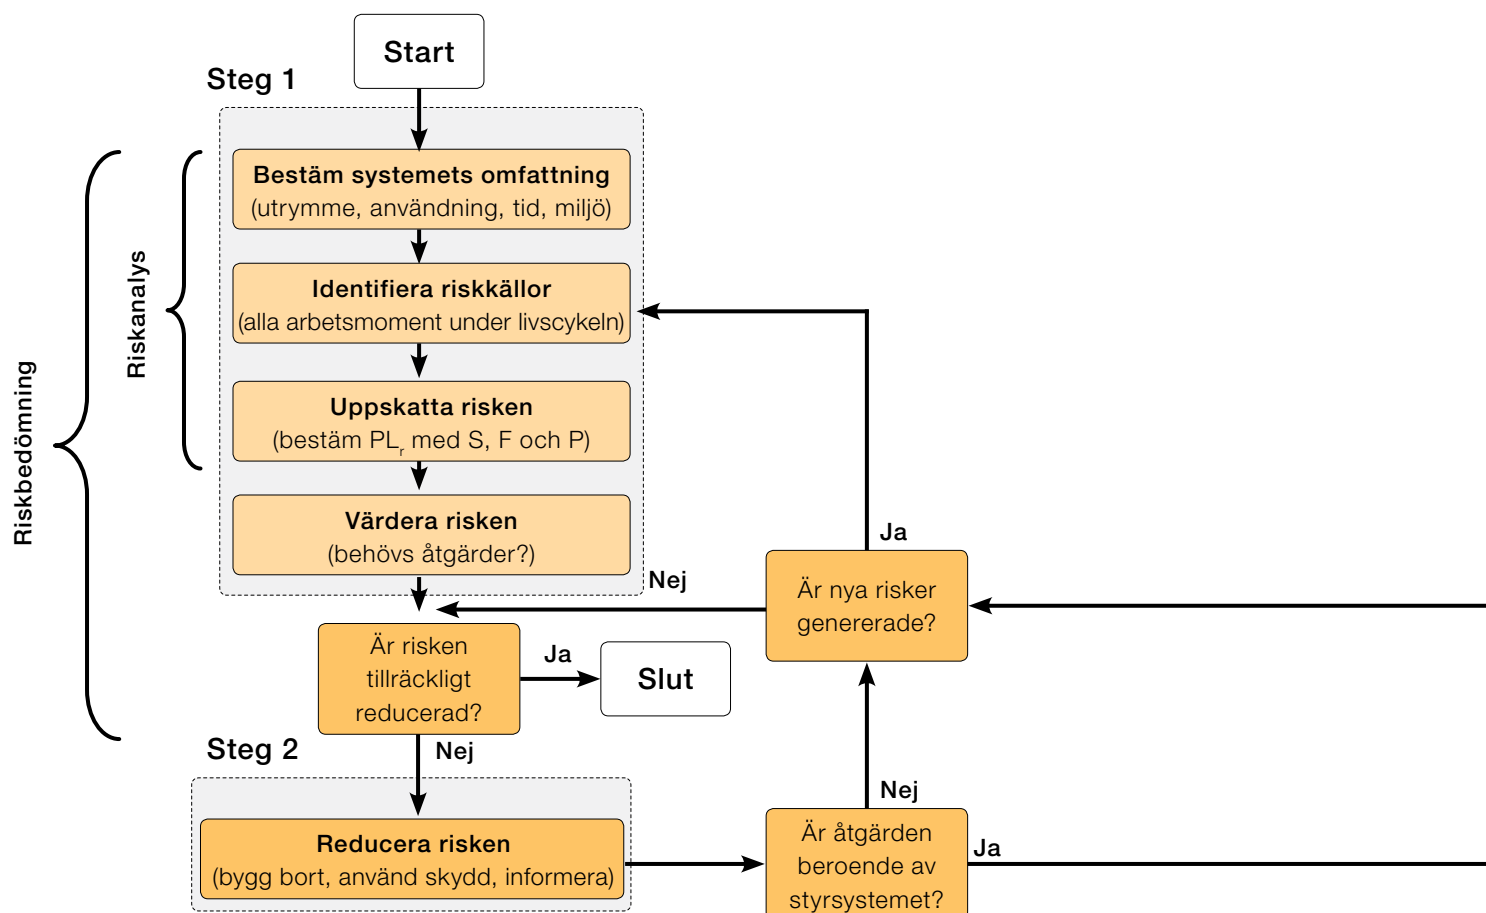 Start
Steg 1
Bestäm systemets omfattning
(utrymme, användning, tid, miljö)
Identifiera riskkällor
(alla arbetsmoment under livscykeln)
Uppskatta risken
(bestäm PLr med S, F och P)
Värdera risken
(behövs åtgärder?)
Riskanalys
Riskbedömning
Ja
Är nya risker
genererade?
Nej
Är risken
tillräckligt
reducerad?
Ja
Slut
Nej
Steg 2
Reducera risken
(bygg bort, använd skydd, informera)
Nej
Är åtgärden
beroende av
styrsystemet?
Ja